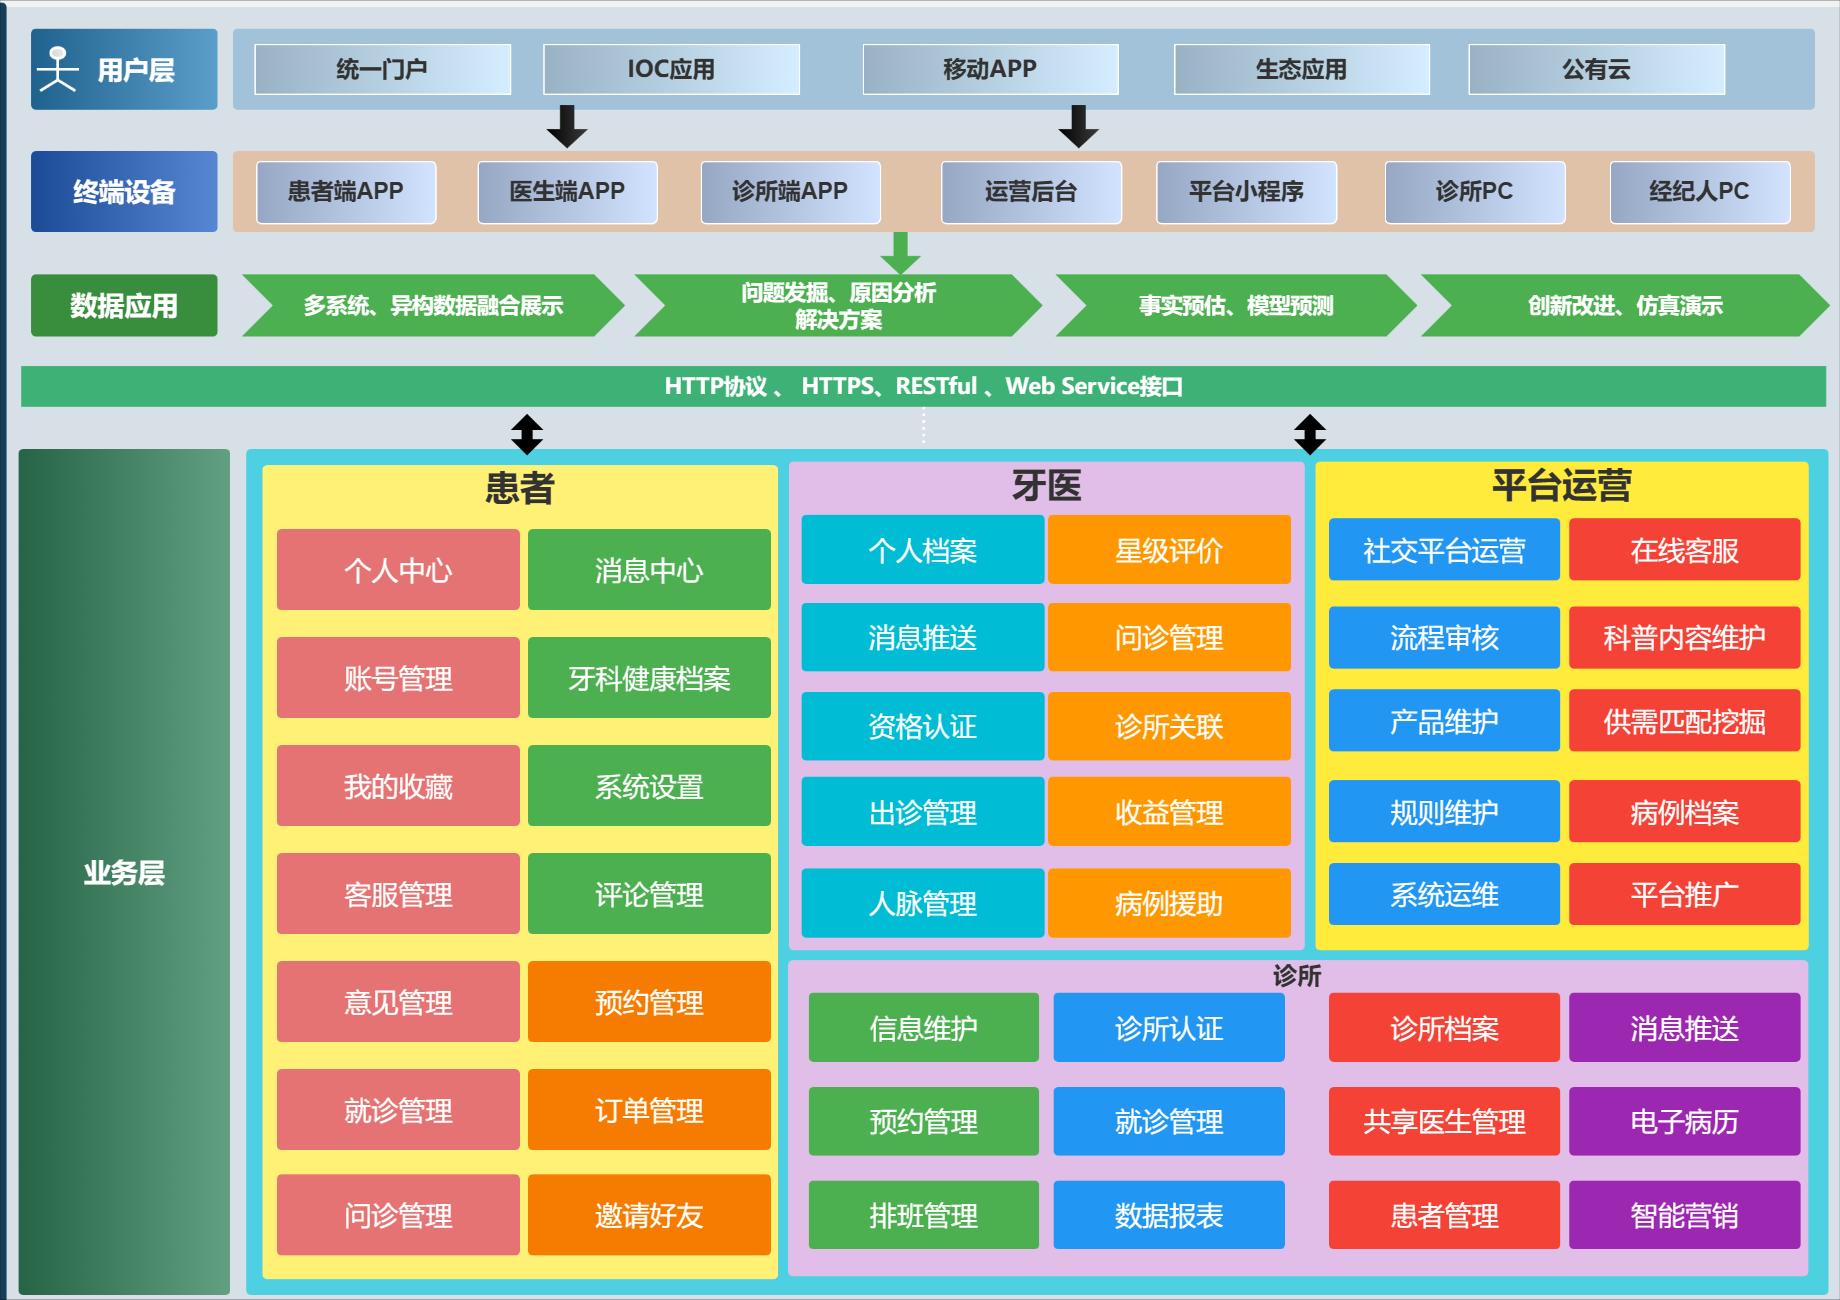 用户层
统一门户
IOC应用
移动APP
生态应用
公有云
终端设备
患者端APP
医生端APP
诊所端APP
运营后台
平台小程序
诊所PC
经纪人PC
数据应用
多系统、异构数据融合展示
问题发掘、原因分析
解决方案
事实预估、模型预测
创新改进、仿真演示
HTTP协议 、 HTTPS、RESTful 、Web Service接口
业务层
患者
个人中心
消息中心
账号管理
牙科健康档案
我的收藏
系统设置
客服管理
评论管理
意见管理
预约管理
就诊管理
订单管理
问诊管理
邀请好友
牙医
个人档案
星级评价
消息推送
问诊管理
资格认证
诊所关联
出诊管理
收益管理
人脉管理
病例援助
平台运营
社交平台运营
在线客服
流程审核
科普内容维护
产品维护
供需匹配挖掘
规则维护
病例档案
系统运维
平台推广
诊所
信息维护
诊所认证
诊所档案
消息推送
预约管理
就诊管理
共享医生管理
电子病历
排班管理
数据报表
患者管理
智能营销